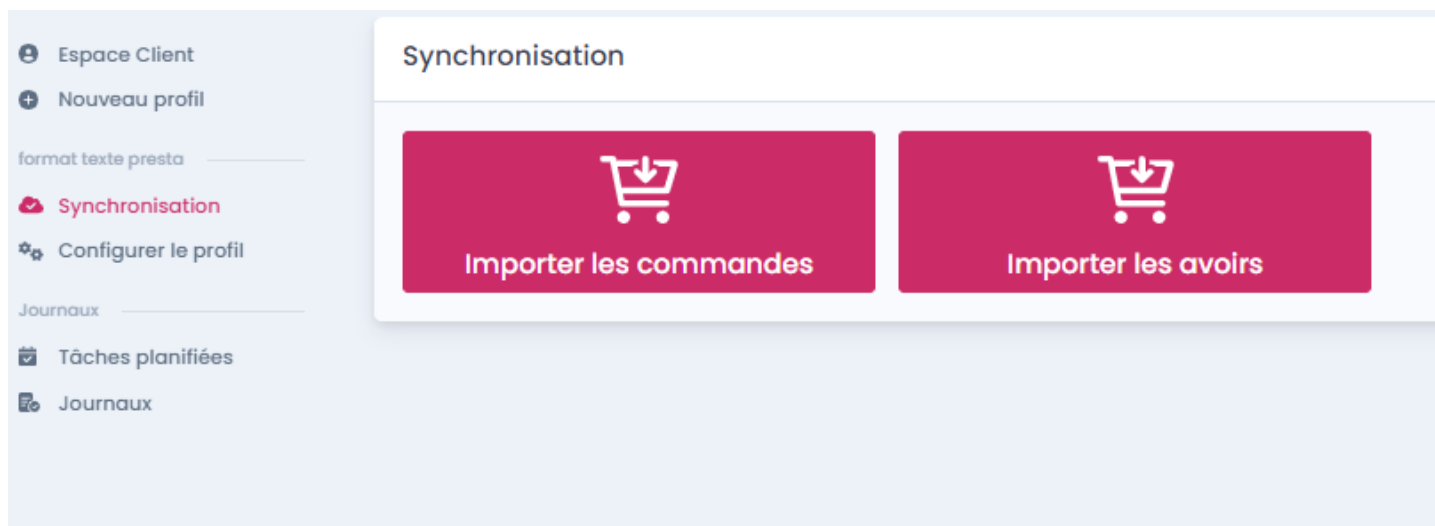 Espace Client
Nouveau profil
format texte presta
Synchronisation
Configurer le profil
Journaux
Tâches planifiées
Journaux
Synchronisation
Importer les commandes
Importer les avoirs